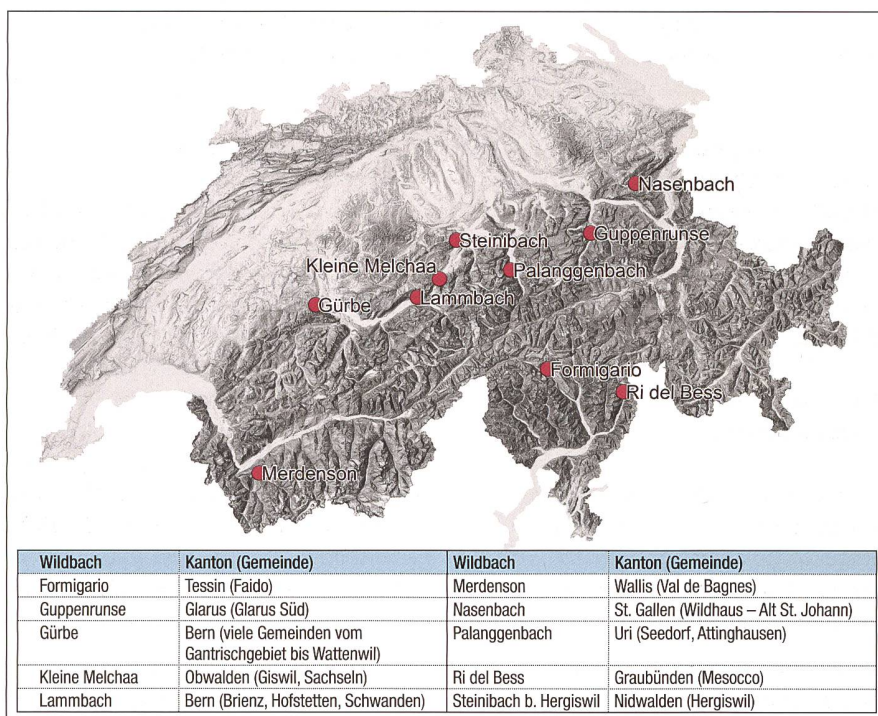 Nasenbach
Guppenrunse
Steinibach
Kleine Melchaa
Palanggenbach
Lammbach
Gürbe
Formigario
Ri del Bess
Merdenson
Wildbach Kanton (Gemeinde) Wildbach Kanton (Gemeinde)
Formigario Tessin (Faido) Merdenson Wallis (Val de Bagnes)
Guppenrunse Glarus (Glarus Süd) Nasenbach St. Gallen (Wildhaus – Alt St. Johann)
Gürbe Bern (viele Gemeinden vom Palanggenbach Uri (Seedorf, Attinghausen)
Gantrischgebiet bis Wattenwil)
Kleine Melchaa Obwalden (Giswil, Sachseln) Ri del Bess Graubünden (Mesocco)
Lammbach Bern (Brienz, Hofstetten, Schwanden) Steinibach b. Hergiswil Nidwalden (Hergiswil)